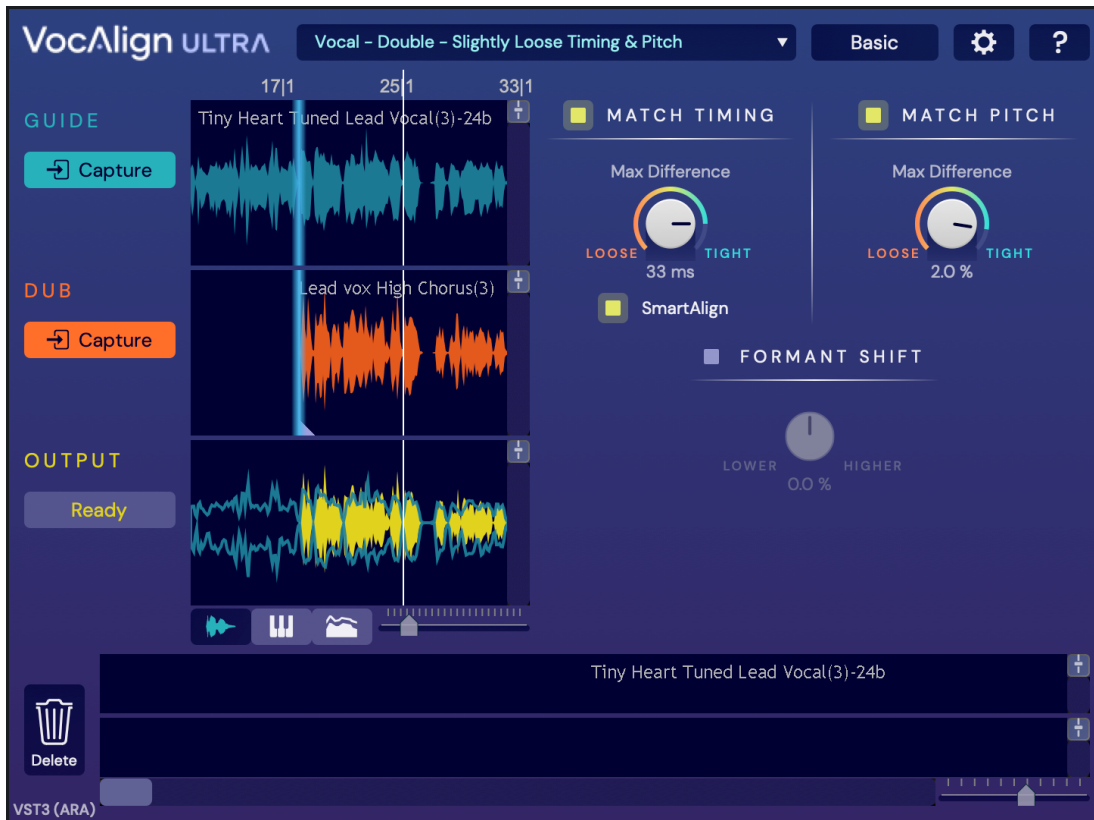 VocAlign ULTRA
Vocal - Double - Slightly Loose Timing & Pitch
Basic
?
17|1 25|1 33|1
GUIDE
Capture
Tiny Heart Tuned Lead Vocal(3)-24b
MATCH TIMING
Max Difference
LOOSE TIGHT
33 ms
SmartAlign
MATCH PITCH
Max Difference
LOOSE TIGHT
2.0 %
DUB
Capture
Lead vox High Chorus(3)
FORMANT SHIFT
LOWER HIGHER
0.0 %
OUTPUT
Ready
Tiny Heart Tuned Lead Vocal(3)-24b
Delete
VST3 (ARA)